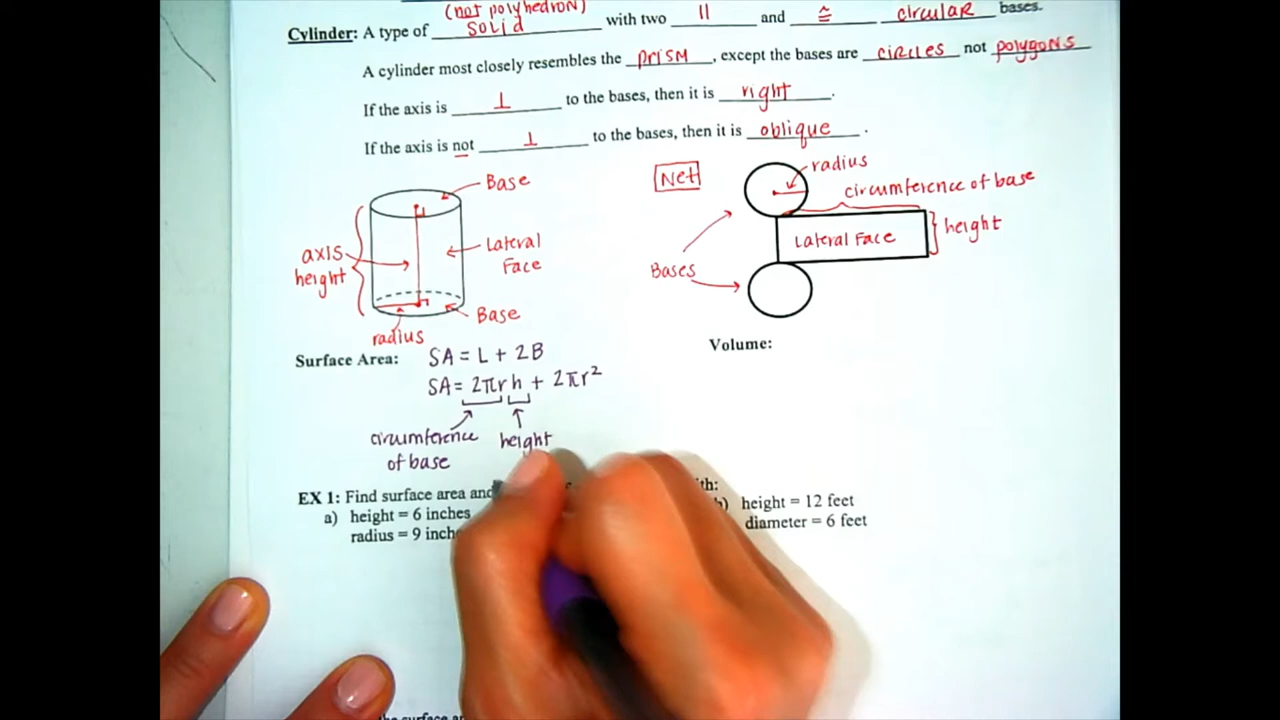 (not polyhedron)
Cylinder: A type of solid with two || and ≅ circular bases.
A cylinder most closely resembles the prism, except the bases are circles not polygons
If the axis is ⊥ to the bases, then it is right.
If the axis is not ⊥ to the bases, then it is oblique.
Base
axis
height
Lateral
Face
Base
radius
Net
radius
circumference of base
Lateral Face
height
Bases
Surface Area: SA = L + 2B
SA = 2πrh + 2πr²
circumference
of base
height
Volume:
EX 1: Find surface area and
a) height = 6 inches
radius = 9
height = 12 feet
diameter = 6 feet